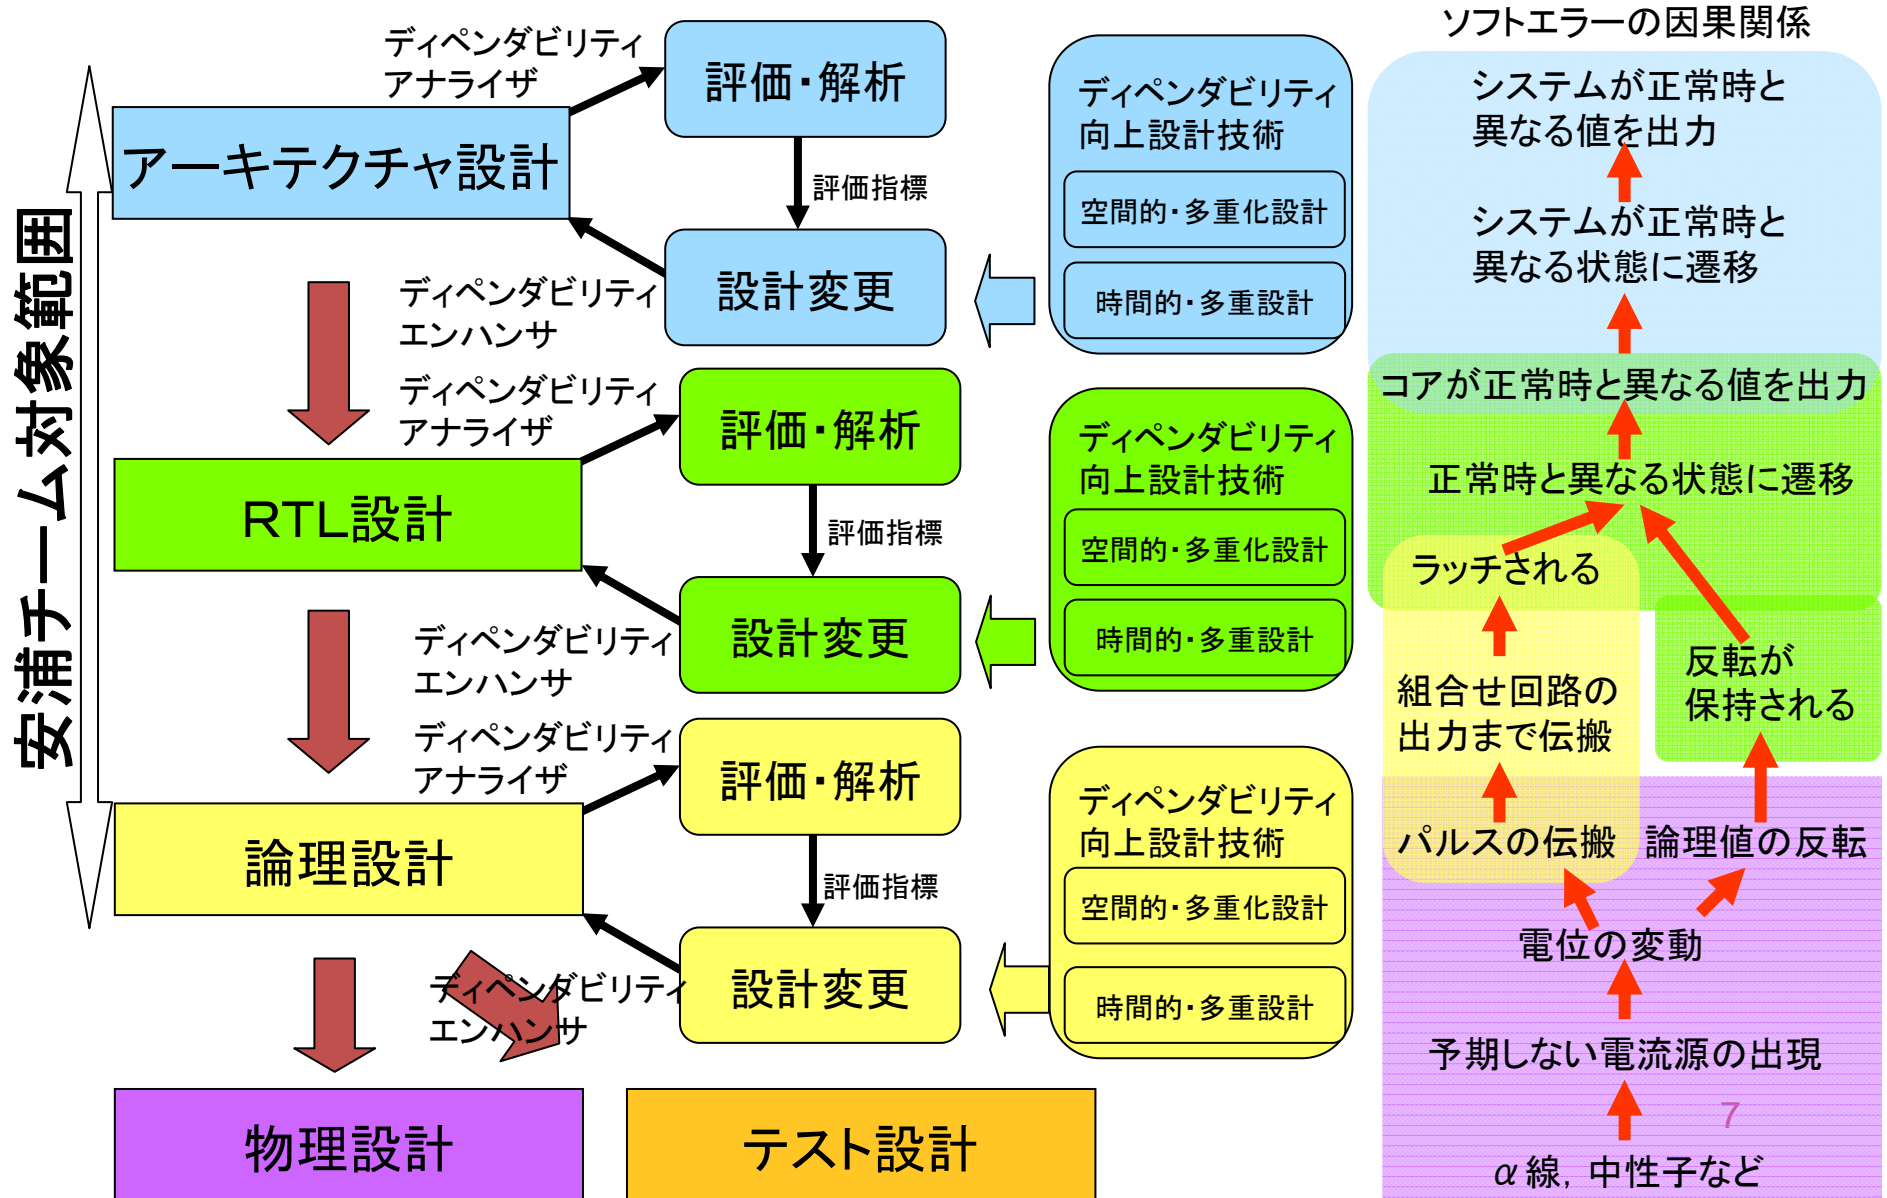 安浦チーム対象範囲
ディペンダビリティ
アナライザ
アーキテクチャ設計
評価・解析
評価指標
設計変更
ディペンダビリティ
エンハンサ
ディペンダビリティ
向上設計技術
空間的・多重化設計
時間的・多重設計
ディペンダビリティ
アナライザ
RTL設計
評価・解析
評価指標
設計変更
ディペンダビリティ
エンハンサ
ディペンダビリティ
向上設計技術
空間的・多重化設計
時間的・多重設計
ディペンダビリティ
アナライザ
論理設計
評価・解析
評価指標
設計変更
ディペンダビリティ
エンハンサ
ディペンダビリティ
向上設計技術
空間的・多重化設計
時間的・多重設計
物理設計
テスト設計
ソフトエラーの因果関係
システムが正常時と
異なる値を出力
システムが正常時と
異なる状態に遷移
コアが正常時と異なる値を出力
正常時と異なる状態に遷移
ラッチされる
反転が
保持される
組合せ回路の
出力まで伝搬
パルスの伝搬
論理値の反転
電位の変動
予期しない電流源の出現
7
α線, 中性子など